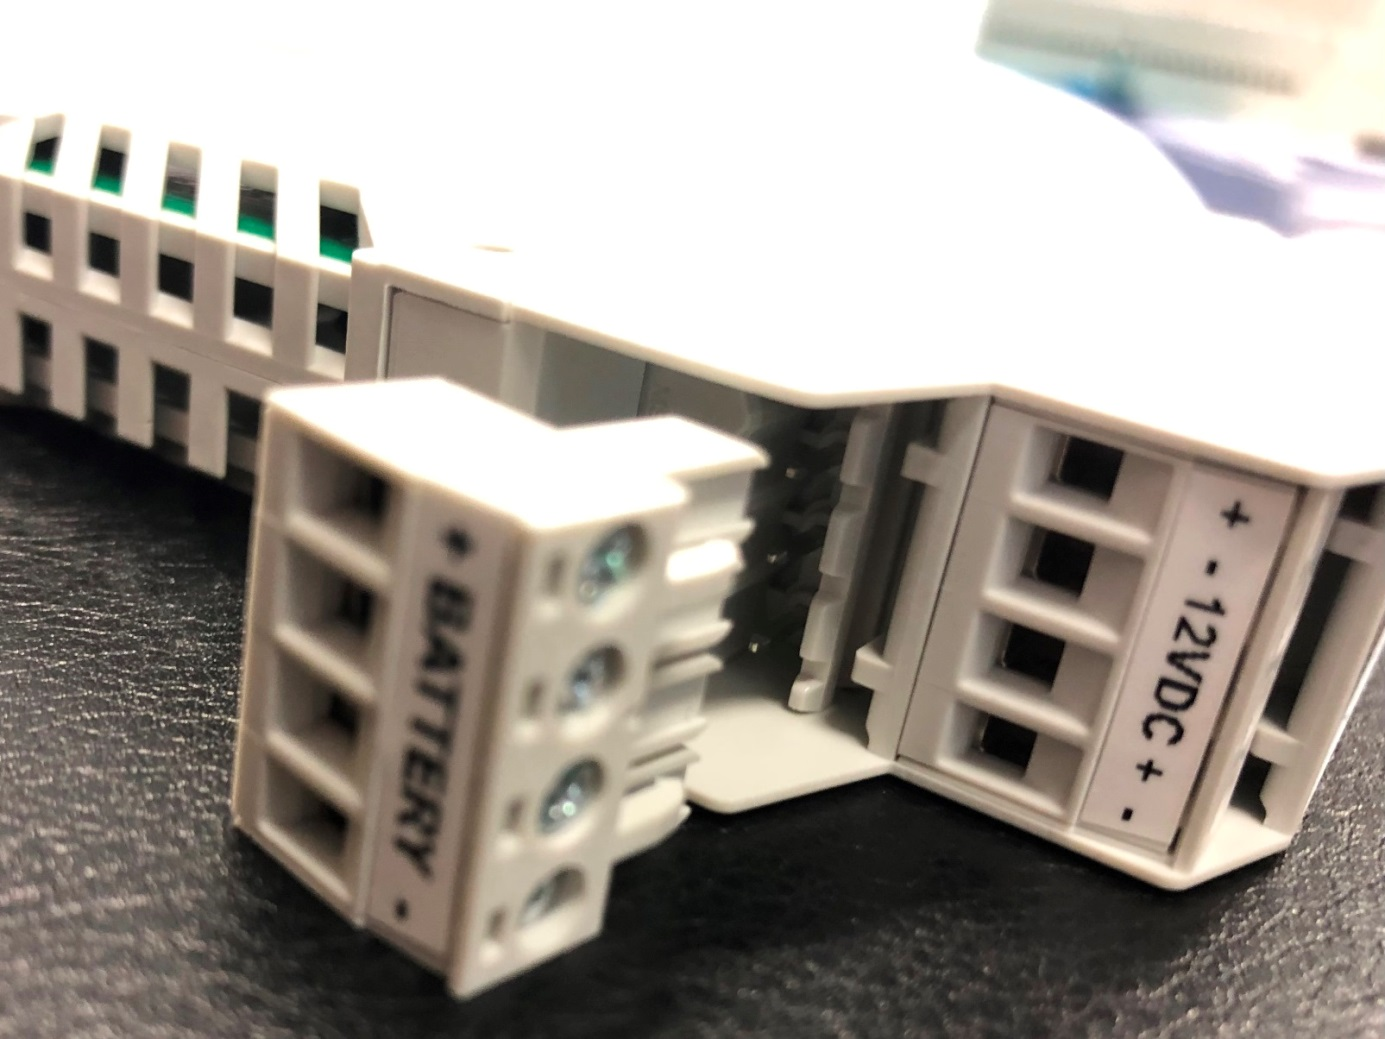 + BATTERY -
+ - 12VDC + -